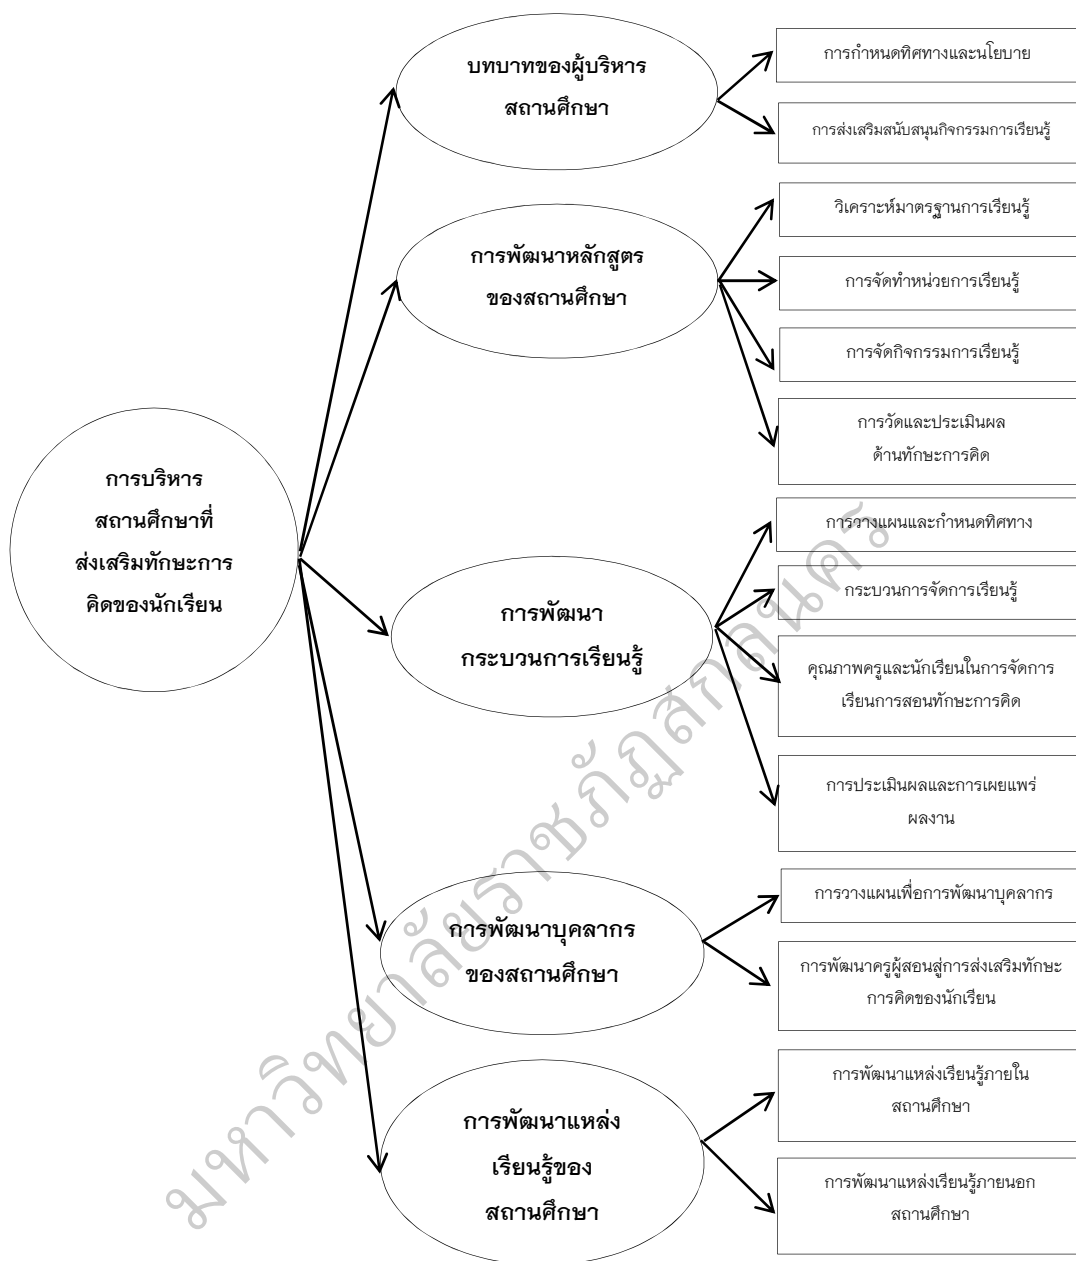 บทบาทของผู้บริหาร
สถานศึกษา
การกำหนดทิศทางและนโยบาย
การส่งเสริมสนับสนุนกิจกรรมการเรียนรู้
การพัฒนาหลักสูตร
ของสถานศึกษา
วิเคราะห์มาตรฐานการเรียนรู้
การจัดทำหน่วยการเรียนรู้
การจัดกิจกรรมการเรียนรู้
การวัดและประเมินผล
ด้านทักษะการคิด
การบริหาร
สถานศึกษาที่
ส่งเสริมทักษะการ
คิดของนักเรียน
การพัฒนา
กระบวนการเรียนรู้
การวางแผนและกำหนดทิศทาง
กระบวนการจัดการเรียนรู้
คุณภาพครูและนักเรียนในการจัดการ
เรียนการสอนทักษะการคิด
การประเมินผลและการเผยแพร่
ผลงาน
การพัฒนาบุคลากร
ของสถานศึกษา
การวางแผนเพื่อการพัฒนาบุคลากร
การพัฒนาครูผู้สอนสู่การส่งเสริมทักษะ
การคิดของนักเรียน
การพัฒนาแหล่ง
เรียนรู้ของ
สถานศึกษา
การพัฒนาแหล่งเรียนรู้ภายใน
สถานศึกษา
การพัฒนาแหล่งเรียนรู้ภายนอก
สถานศึกษา
มหาวิทยาลัยราชภัฏสกลนคร